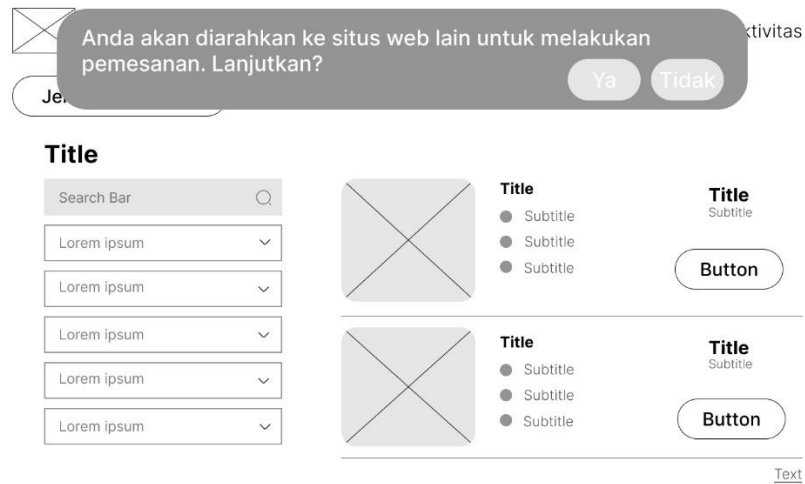 Anda akan diarahkan ke situs web lain untuk melakukan
pemesanan. Lanjutkan?
Ya Tidak
Title
Search Bar
Lorem ipsum
Lorem ipsum
Lorem ipsum
Lorem ipsum
Lorem ipsum
Title
Subtitle
Subtitle
Subtitle
Title
Subtitle
Button
Title
Subtitle
Subtitle
Subtitle
Title
Subtitle
Button
Text